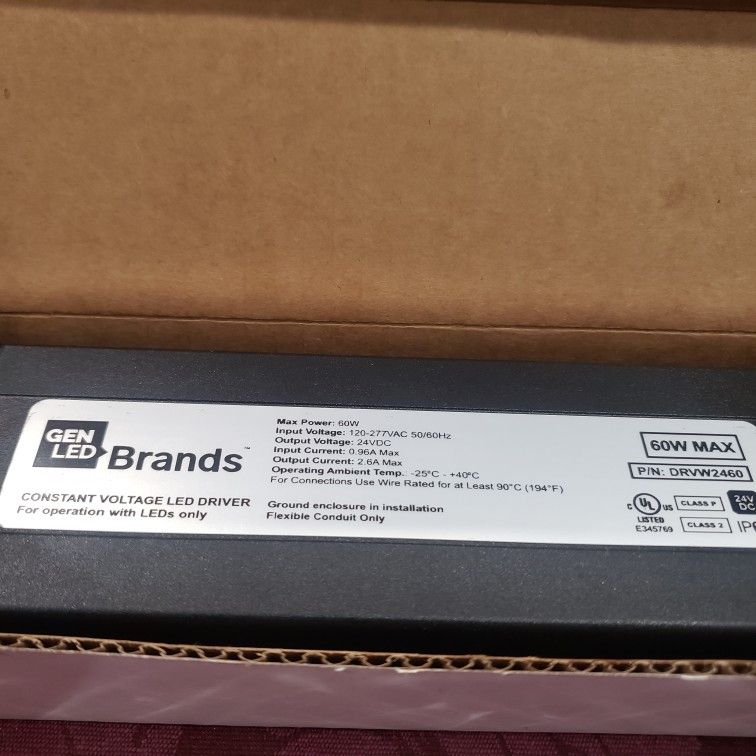 GEN
LED
Brands™
CONSTANT VOLTAGE LED DRIVER
For operation with LEDs only
Max Power: 60W
Input Voltage: 120-277VAC 50/60Hz
Output Voltage: 24VDC
Input Current: 0.96A Max
Output Current: 2.6A Max
Operating Ambient Temp.: -25°C - +40°C
For Connections Use Wire Rated for at Least 90°C (194°F)
Ground enclosure in installation
Flexible Conduit Only
60W MAX
P/N: DRVW2460
c UL us
LISTED
E345769
CLASS P
CLASS 2
24V
DC